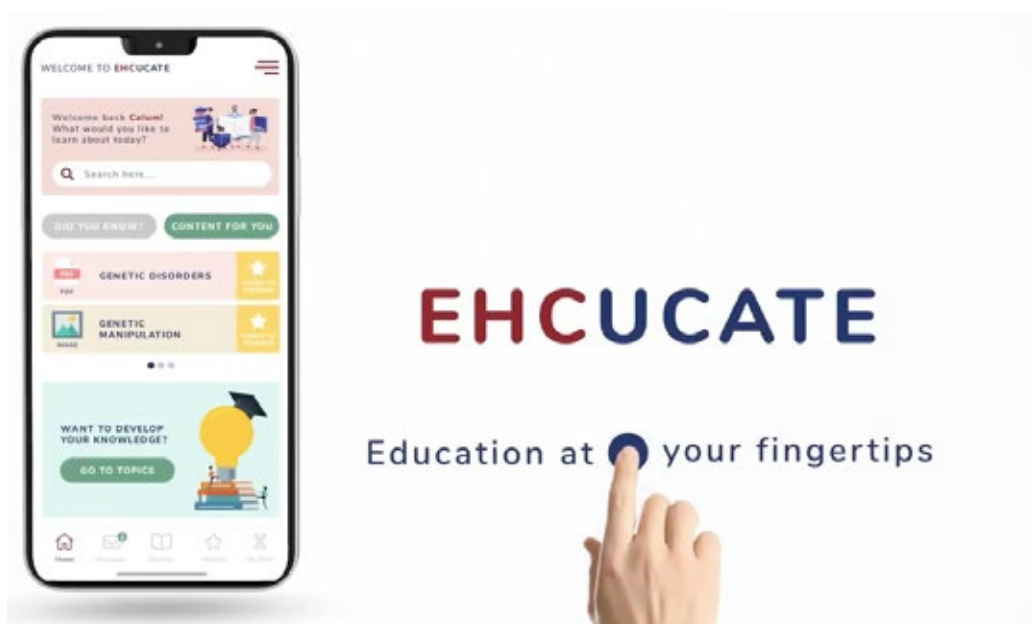 WELCOME TO EHCUCATE
Welcome back Calum!
What would you like to
learn about today?
Search here...
DID YOU KNOW?
CONTENT FOR YOU
PDF
PDF
GENETIC DISORDERS
IMAGE
GENETIC
MANIPULATION
WANT TO DEVELOP
YOUR KNOWLEDGE?
GO TO TOPICS
Home
EHCUCATE
Education at your fingertips